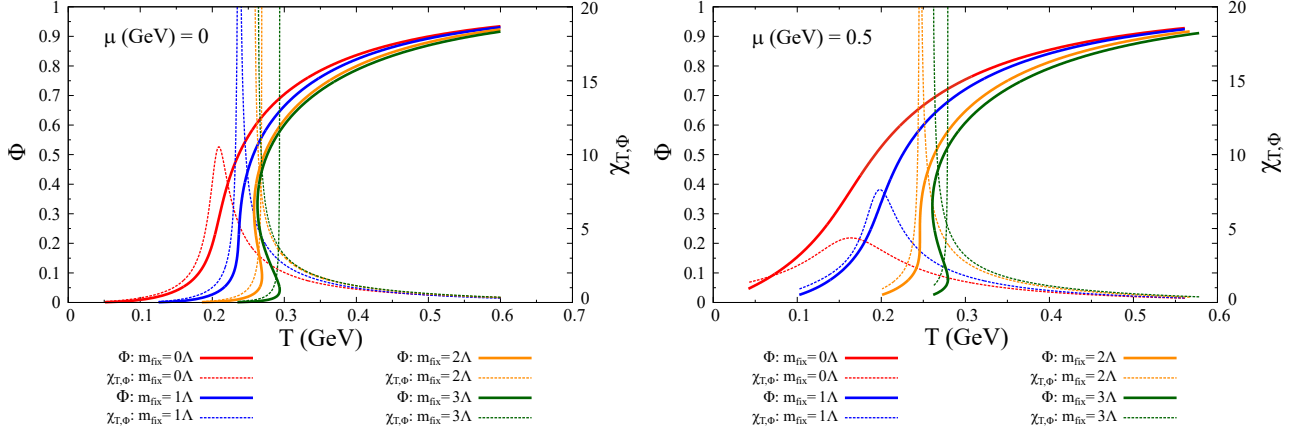 μ (GeV) = 0
Φ
χT,Φ
0
0.1
0.2
0.3
0.4
0.5
0.6
0.7
0.8
0.9
1
0
5
10
15
20
0
0.1
0.2
0.3
0.4
0.5
0.6
0.7
T (GeV)
Φ: mfix=0Λ
χT,Φ: mfix=0Λ
Φ: mfix=1Λ
χT,Φ: mfix=1Λ
Φ: mfix=2Λ
χT,Φ: mfix=2Λ
Φ: mfix=3Λ
χT,Φ: mfix=3Λ
μ (GeV) = 0.5
Φ
χT,Φ
0
0.1
0.2
0.3
0.4
0.5
0.6
0.7
0.8
0.9
1
0
5
10
15
20
0
0.1
0.2
0.3
0.4
0.5
0.6
T (GeV)
Φ: mfix=0Λ
χT,Φ: mfix=0Λ
Φ: mfix=1Λ
χT,Φ: mfix=1Λ
Φ: mfix=2Λ
χT,Φ: mfix=2Λ
Φ: mfix=3Λ
χT,Φ: mfix=3Λ